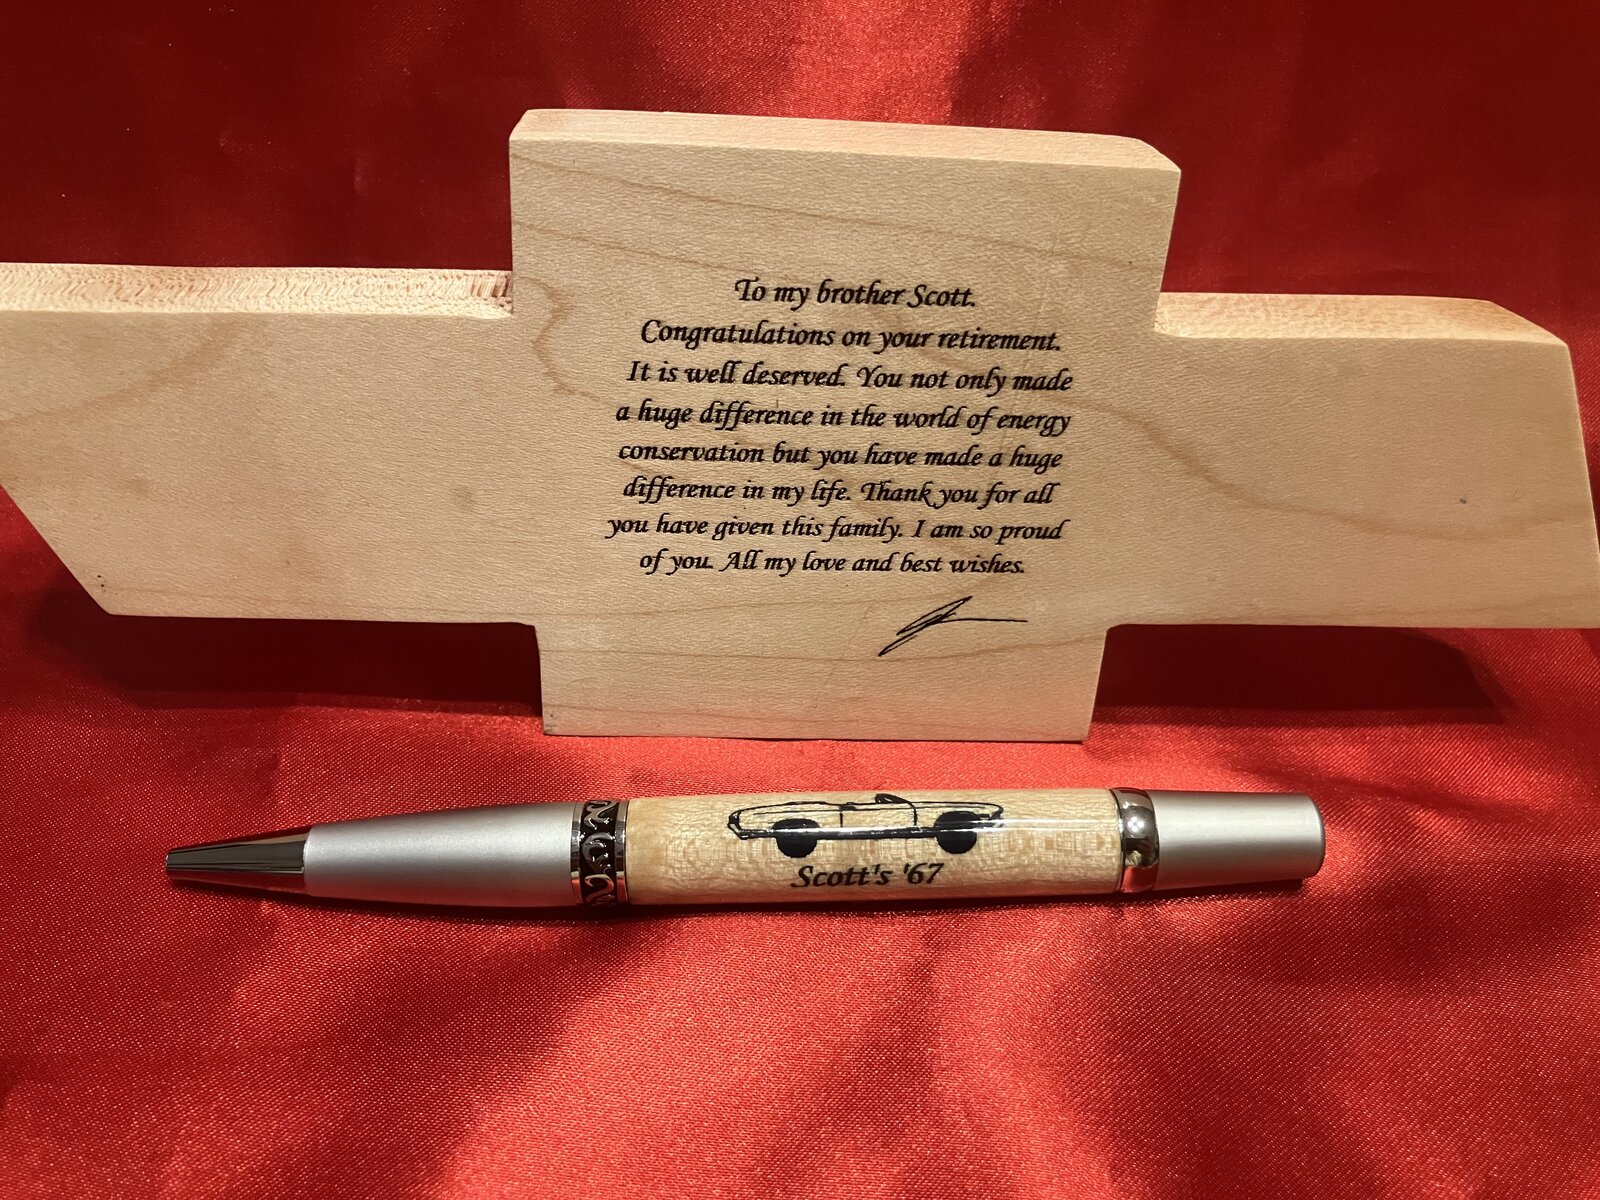 To my brother Scott.
Congratulations on your retirement.
It is well deserved. You not only made
a huge difference in the world of energy
conservation but you have made a huge
difference in my life. Thank you for all
you have given this family. I am so proud
of you. All my love and best wishes.
Scott's '67